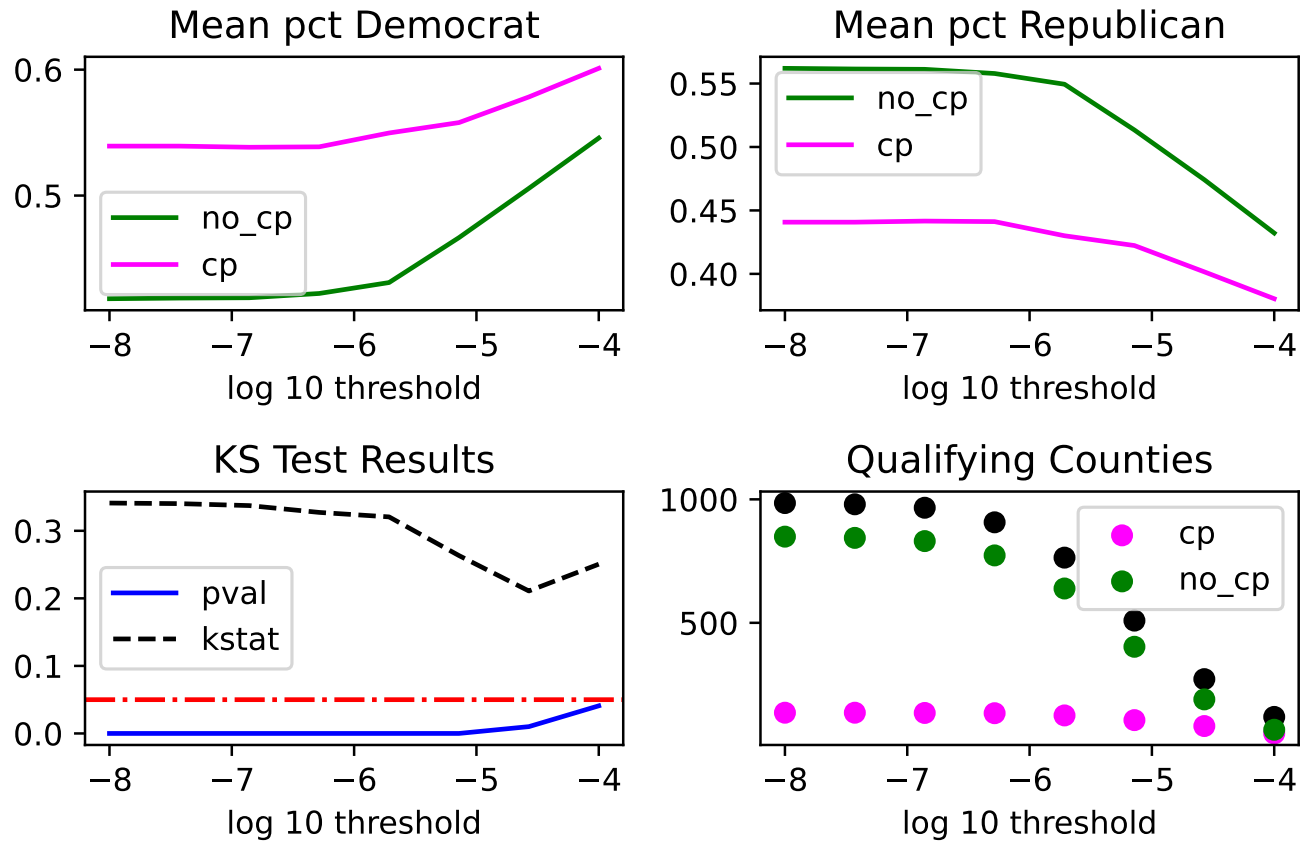 Mean pct Democrat
0.6
0.5
no_cp
cp
−8 −7 −6 −5 −4
log 10 threshold
Mean pct Republican
0.55
0.50
0.45
0.40
no_cp
cp
−8 −7 −6 −5 −4
log 10 threshold
KS Test Results
0.3
0.2
0.1
0.0
pval
kstat
−8 −7 −6 −5 −4
log 10 threshold
Qualifying Counties
1000
500
cp
no_cp
−8 −7 −6 −5 −4
log 10 threshold